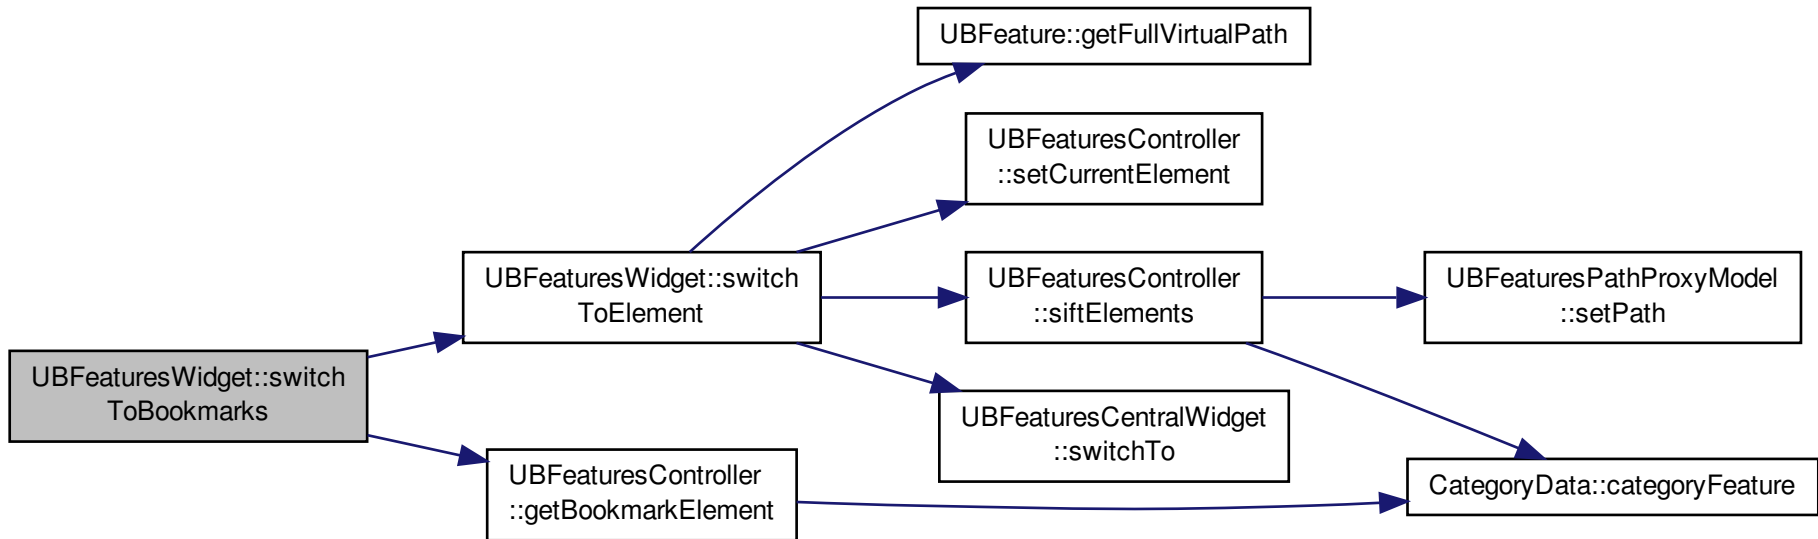 UBFeature::getFullVirtualPath
UBFeaturesController
::setCurrentElement
UBFeaturesWidget::switch
ToElement
UBFeaturesController
::siftElements
UBFeaturesPathProxyModel
::setPath
UBFeaturesWidget::switch
ToBookmarks
UBFeaturesCentralWidget
::switchTo
UBFeaturesController
::getBookmarkElement
CategoryData::categoryFeature